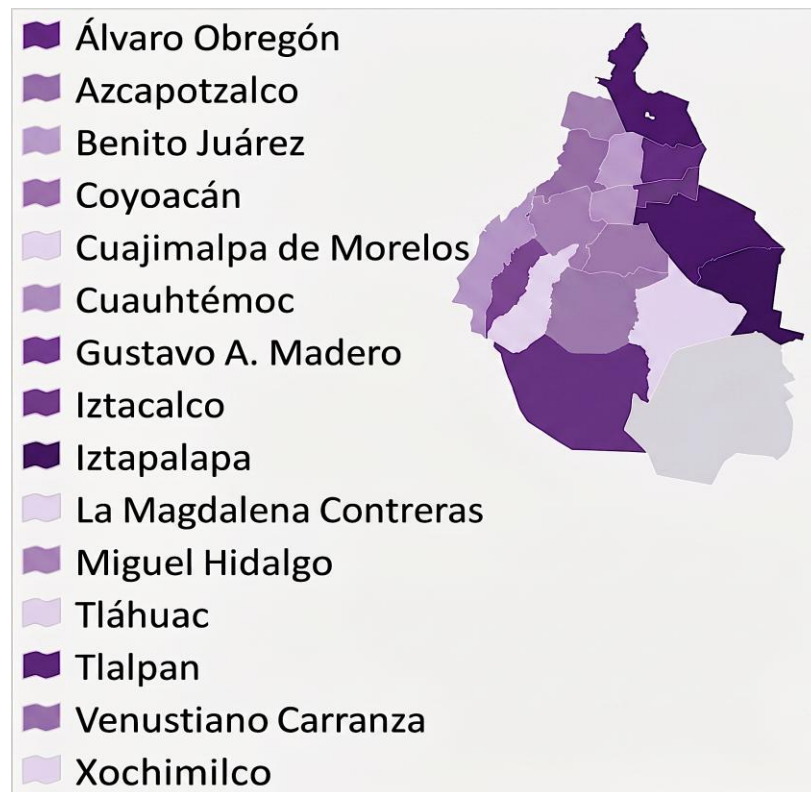 Álvaro Obregón
Azcapotzalco
Benito Juárez
Coyoacán
Cuajimalpa de Morelos
Cuauhtémoc
Gustavo A. Madero
Iztacalco
Iztapalapa
La Magdalena Contreras
Miguel Hidalgo
Tláhuac
Tlalpan
Venustiano Carranza
Xochimilco